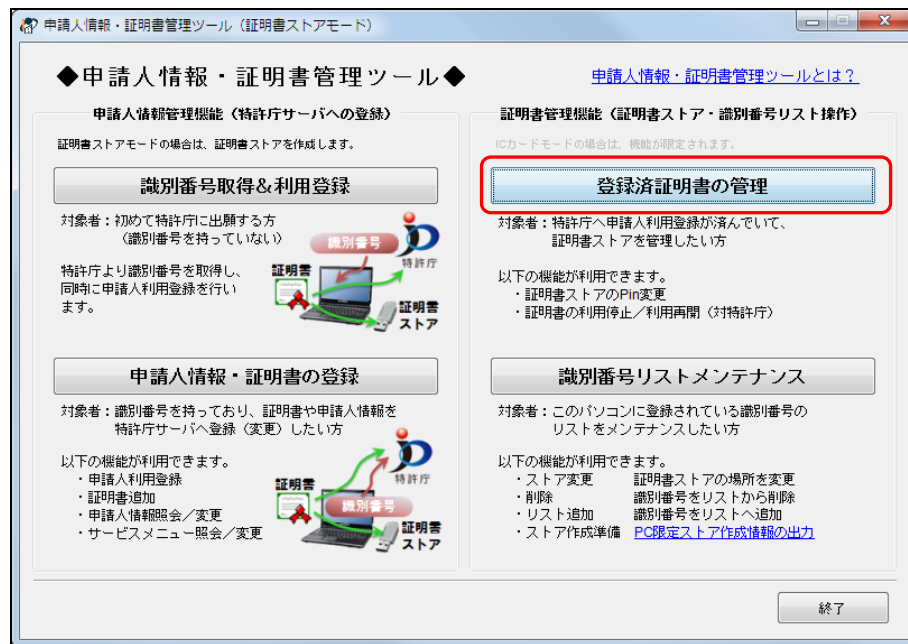 申請人情報・証明書管理ツール（証明書ストアモード）
◆申請人情報・証明書管理ツール◆
申請人情報・証明書管理ツールとは？
申請人情報管理機能（特許庁サーバへの登録）
証明書ストアモードの場合は、証明書ストアを作成します。
識別番号取得＆利用登録
対象者：初めて特許庁に出願する方
（識別番号を持っていない）
特許庁より識別番号を取得し、
同時に申請人利用登録を行い
ます。
識別番号
特許庁
証明書
証明書
ストア
申請人情報・証明書の登録
対象者：識別番号を持っており、証明書や申請人情報を
特許庁サーバへ登録（変更）したい方
以下の機能が利用できます。
・申請人利用登録
・証明書追加
・申請人情報照会／変更
・サービスメニュー照会／変更
特許庁
証明書
識別番号
証明書
ストア
証明書管理機能（証明書ストア・識別番号リスト操作）
ICカードモードの場合は、機能が限定されます。
登録済証明書の管理
対象者：特許庁へ申請人利用登録が済んでいて、
証明書ストアを管理したい方
以下の機能が利用できます。
・証明書ストアのPin変更
・証明書の利用停止／利用再開（対特許庁）
識別番号リストメンテナンス
対象者：このパソコンに登録されている識別番号の
リストをメンテナンスしたい方
以下の機能が利用できます。
・ストア変更 証明書ストアの場所を変更
・削除 識別番号をリストから削除
・リスト追加 識別番号をリストへ追加
・ストア作成準備 PC限定ストア作成情報の出力
終了